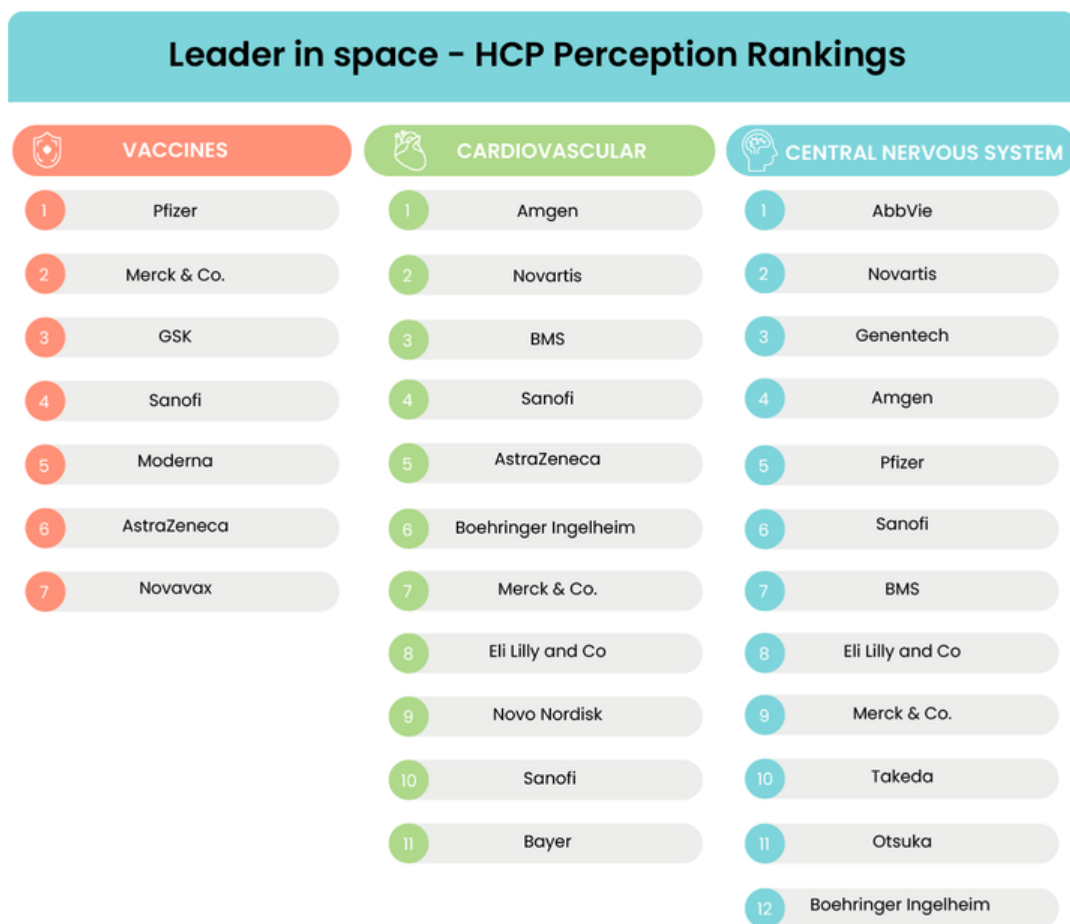 Leader in space - HCP Perception Rankings
VACCINES
1 Pfizer
2 Merck & Co.
3 GSK
4 Sanofi
5 Moderna
6 AstraZeneca
7 Novavax
CARDIOVASCULAR
1 Amgen
2 Novartis
3 BMS
4 Sanofi
5 AstraZeneca
6 Boehringer Ingelheim
7 Merck & Co.
8 Eli Lilly and Co
9 Novo Nordisk
10 Sanofi
11 Bayer
CENTRAL NERVOUS SYSTEM
1 AbbVie
2 Novartis
3 Genentech
4 Amgen
5 Pfizer
6 Sanofi
7 BMS
8 Eli Lilly and Co
9 Merck & Co.
10 Takeda
11 Otsuka
12 Boehringer Ingelheim